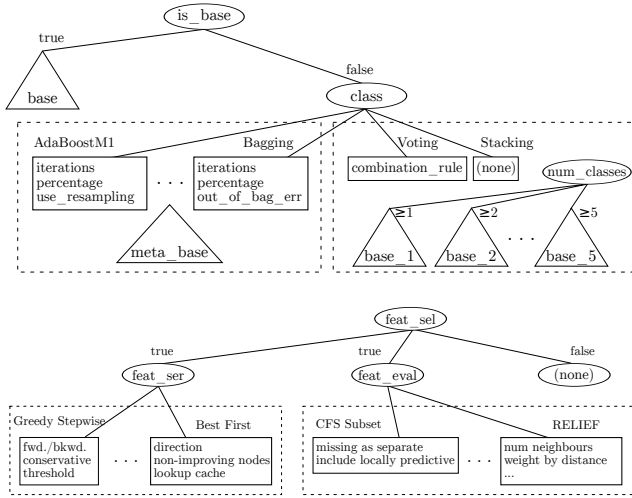 is_base
true
false
base
class
AdaBoostM1
Bagging
Voting
Stacking
iterations
percentage
use_resampling
. . .
iterations
percentage
out_of_bag_err
combination_rule
(none)
num_classes
meta_base
≥1
≥2
≥5
base_1
base_2
. . .
base_5
feat_sel
true
true
false
feat_ser
feat_eval
(none)
Greedy Stepwise
Best First
CFS Subset
RELIEF
fwd./bkwd.
conservative
threshold
. . .
direction
non-improving nodes
lookup cache
missing as separate
include locally predictive
. . .
num neighbours
weight by distance
...